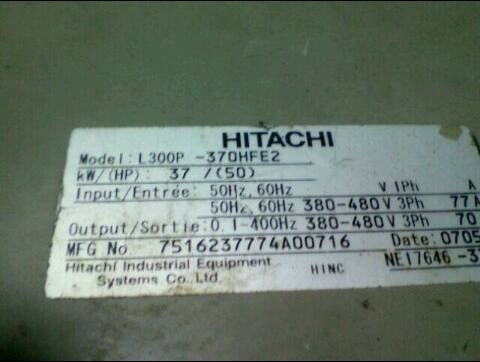 HITACHI
Model: L300P -370HFE2
kW/(HP): 37 /(50)
Input/Entrée: 50Hz, 60Hz V 1Ph A
50Hz, 60Hz 380-480 V 3Ph 77 A
Output/Sortie: 0.1-400Hz 380-480 V 3Ph 70
MFG No. 7516237774A00716 Date: 0705
Hitachi Industrial Equipment HINC NE17646 -3
Systems Co., Ltd.